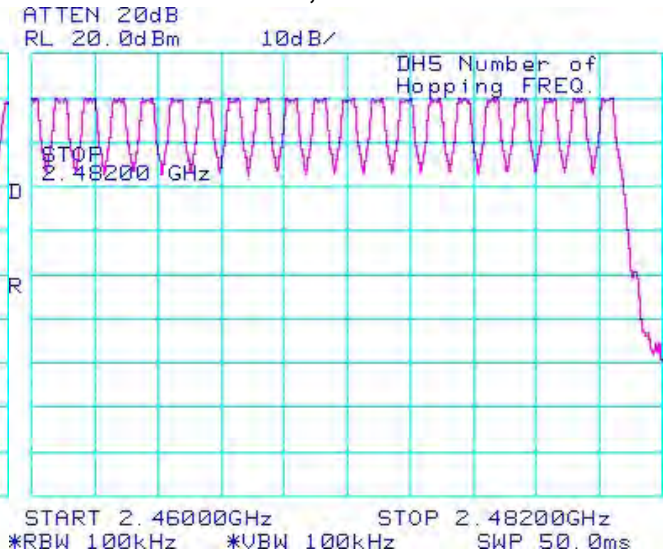 ATTEN 20dB
RL 20.0dBm 10dB/
DH5 Number of
Hopping FREQ.
STOP
2.48200 GHz
D
R
START 2.46000GHz STOP 2.48200GHz
*RBW 100kHz *VBW 100kHz SWP 50.0ms